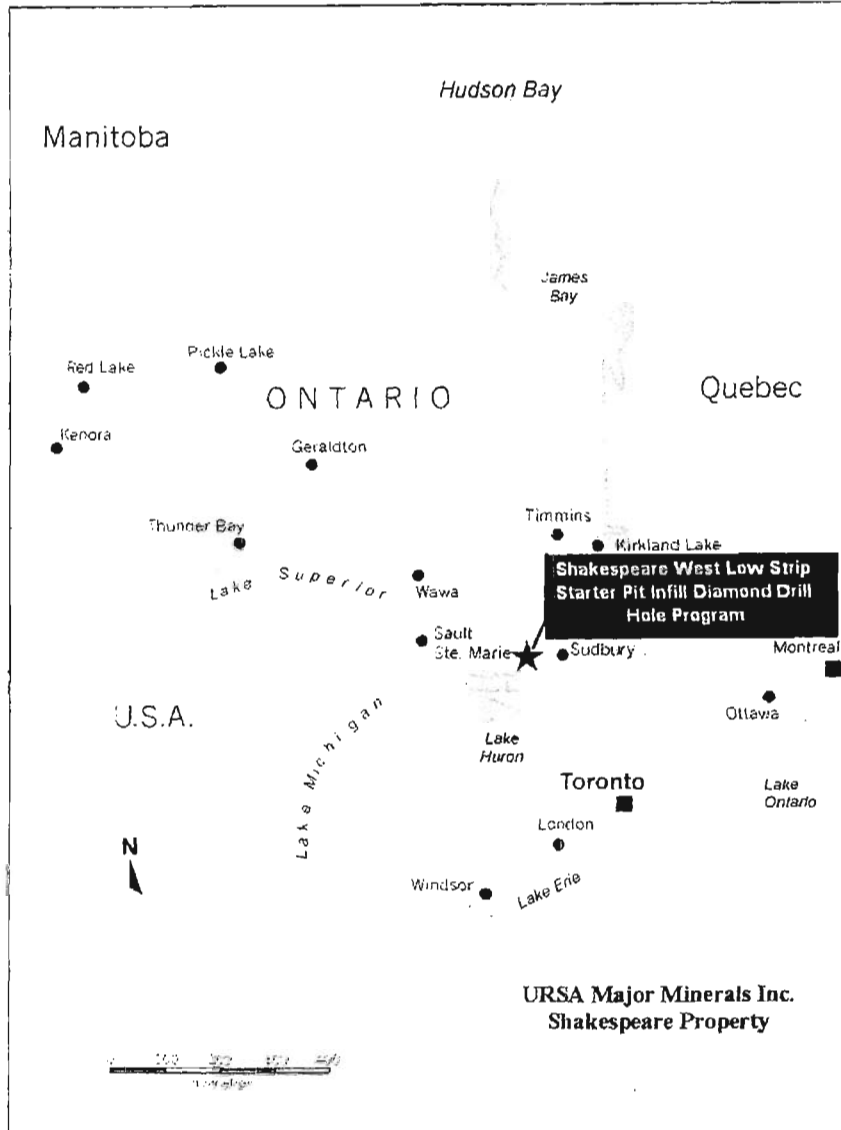 Hudson Bay
Manitoba
James
Bay
Pickle Lake
Red Lake
ONTARIO
Quebec
Kenora
Geraldton
Timmins
Thunder Bay
Kirkland Lake
Lake Superior
Wawa
Shakespeare West Low Strip
Starter Pit Infill Diamond Drill
Hole Program
Sault
Ste. Marie
Sudbury
Montreal
U.S.A.
Ottawa
Lake Michigan
Lake
Huron
Toronto
Lake
Ontario
London
N
Windsor
Lake Erie
URSA Major Minerals Inc.
Shakespeare Property
0 100